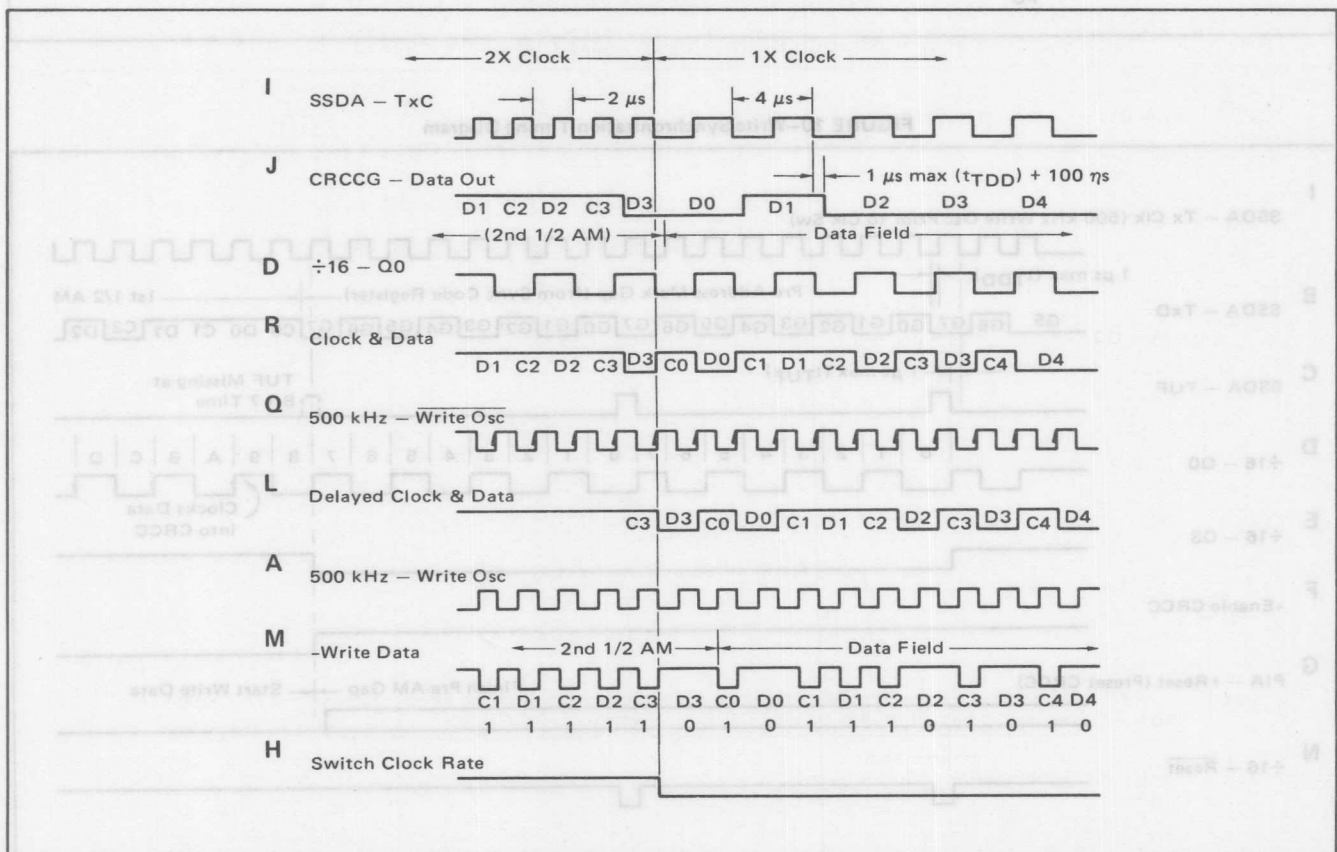 2X Clock 1X Clock
I SSDA – TxC 2 μs 4 μs
J CRCCG – Data Out 1 μs max (tTDD) + 100 ηs
D1 C2 D2 C3 D3 D0 D1 D2 D3 D4
(2nd 1/2 AM) Data Field
D ÷16 – Q0
R Clock & Data
D1 C2 D2 C3 D3 C0 D0 C1 D1 C2 D2 C3 D3 C4 D4
Q 500 kHz – Write Osc
L Delayed Clock & Data
C3 D3 C0 D0 C1 D1 C2 D2 C3 D3 C4 D4
A 500 kHz – Write Osc
M -Write Data 2nd 1/2 AM Data Field
C1 D1 C2 D2 C3 D3 C0 D0 C1 D1 C2 D2 C3 D3 C4 D4
1 1 1 1 1 0 1 0 1 1 1 0 1 0 1 0
H Switch Clock Rate